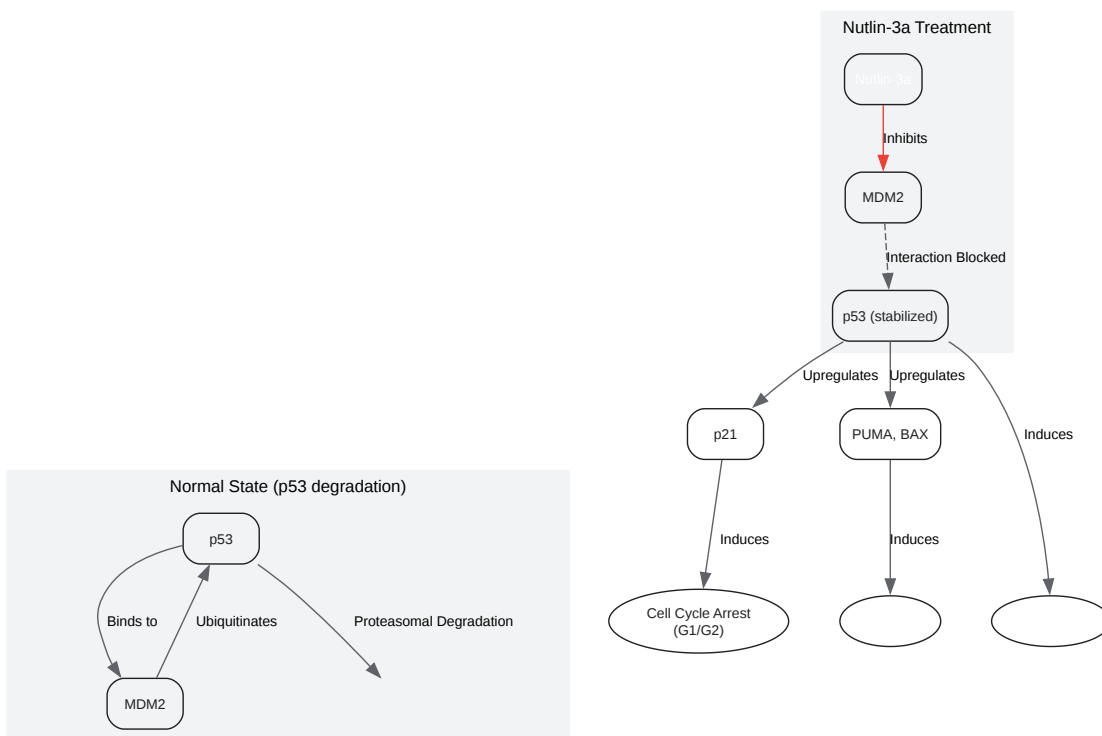 Nutlin-3a Treatment
Nutlin-3a
Inhibits
MDM2
Interaction Blocked
p53 (stabilized)
Upregulates
Upregulates
p21
PUMA, BAX
Induces
Normal State (p53 degradation)
p53
Induces
Induces
Binds to
Ubiquitinates
Proteasomal Degradation
Cell Cycle Arrest
(G1/G2)
MDM2